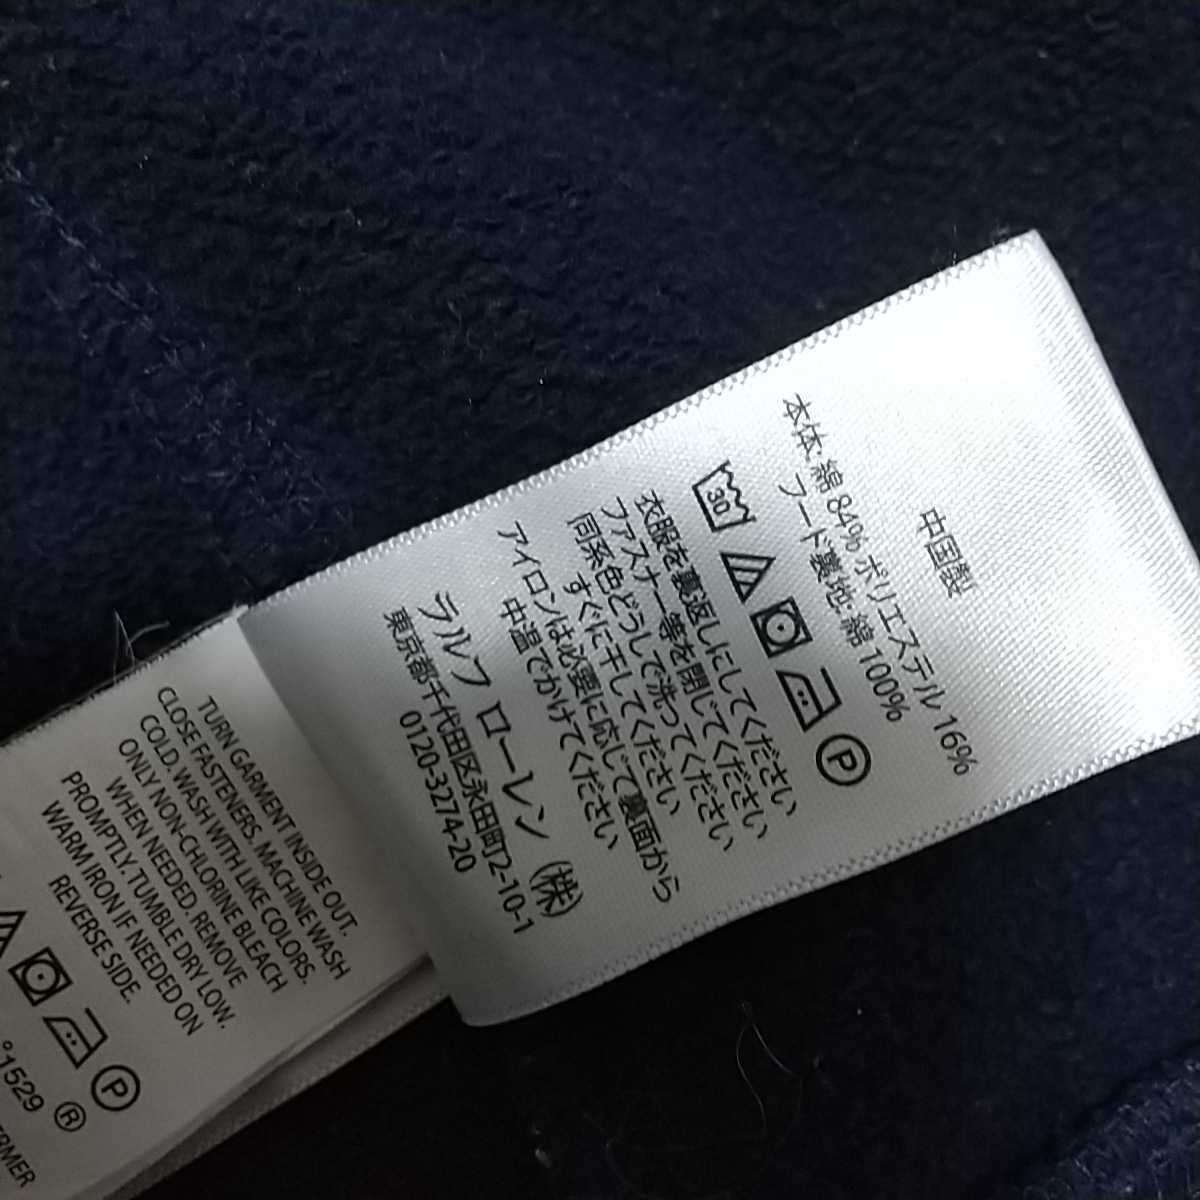 中国製
本体: 綿 84% ポリエステル 16%
フード裏地: 綿 100%
30
P
衣服を裏返しにしてください
ファスナー等を閉じてください
同系色どうしで洗ってください
すぐに干してください
アイロンは必要に応じて裏面から
中温でかけてください
ラルフ ローレン (株)
東京都千代田区永田町2-10-1
0120-3274-20
TURN GARMENT INSIDE OUT.
CLOSE FASTENERS. MACHINE WASH
COLD. WASH WITH LIKE COLORS.
ONLY NON-CHLORINE BLEACH
WHEN NEEDED. REMOVE
PROMPTLY. TUMBLE DRY LOW.
WARM IRON IF NEEDED ON
REVERSE SIDE.
P
°1529 ®